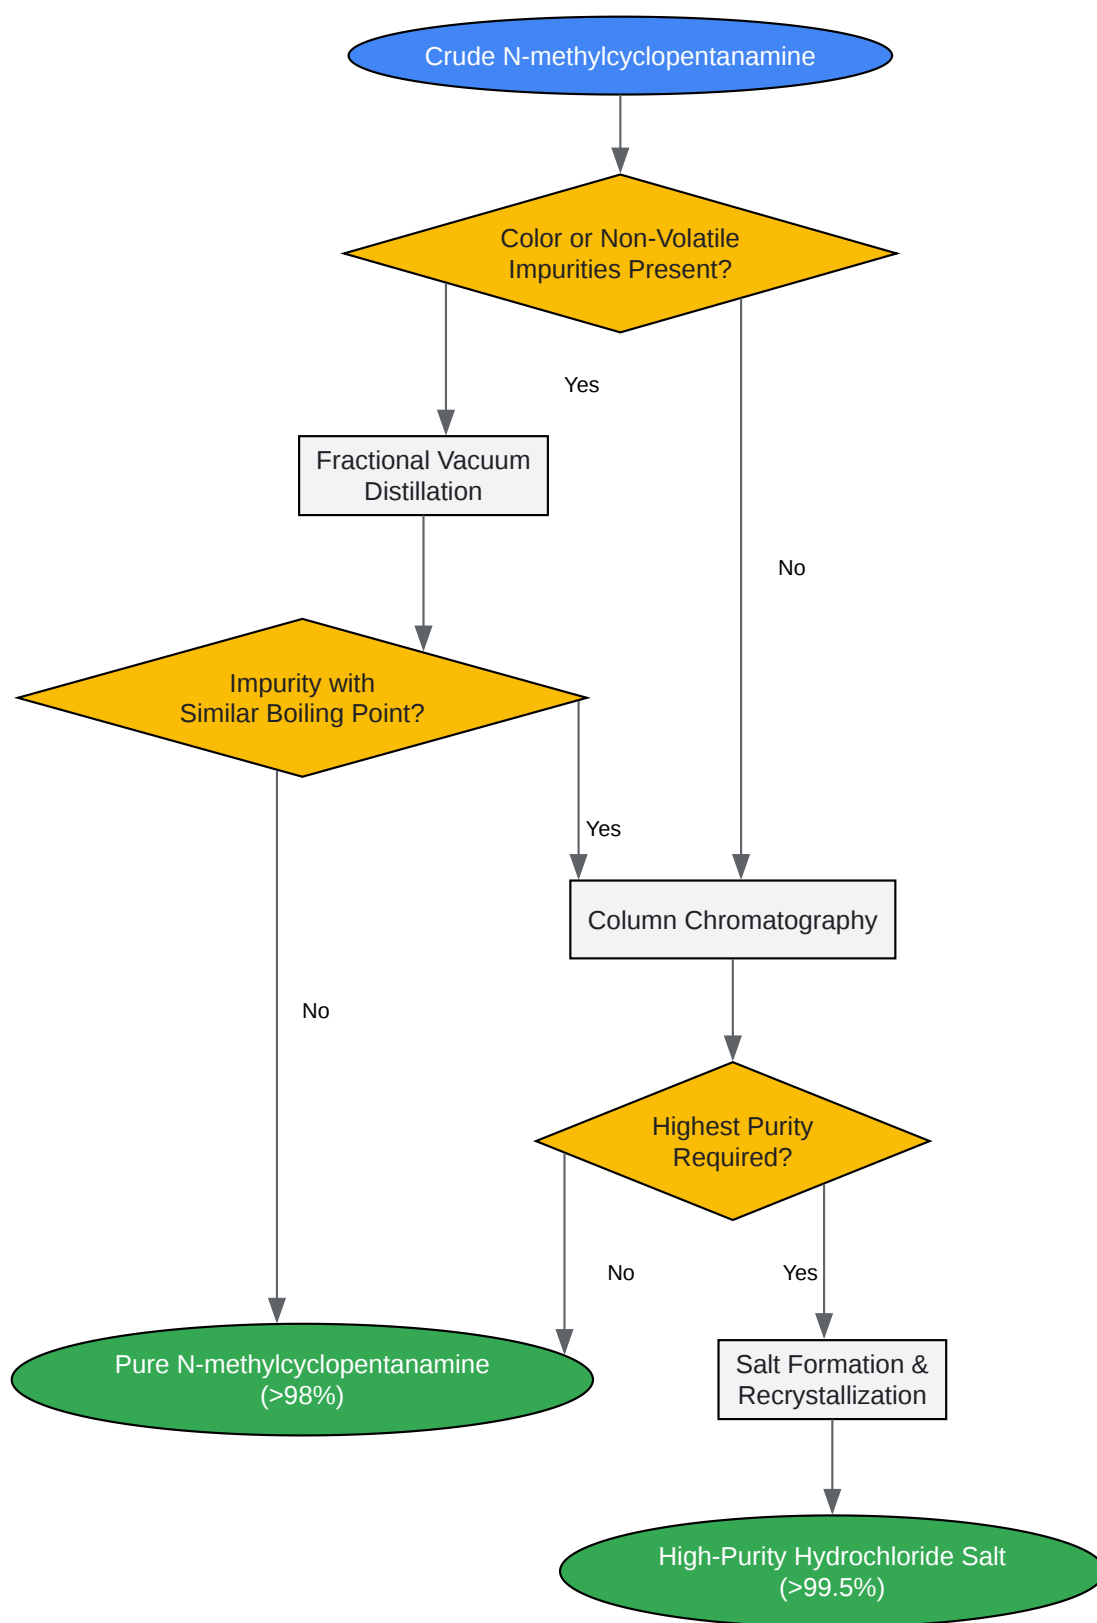 Crude N-methylcyclopentanamine
Color or Non-Volatile
Impurities Present?
Yes
Fractional Vacuum
Distillation
No
Impurity with
Similar Boiling Point?
Yes
Column Chromatography
No
Highest Purity
Required?
No
Yes
Pure N-methylcyclopentanamine
(>98%)
Salt Formation &
Recrystallization
High-Purity Hydrochloride Salt
(>99.5%)